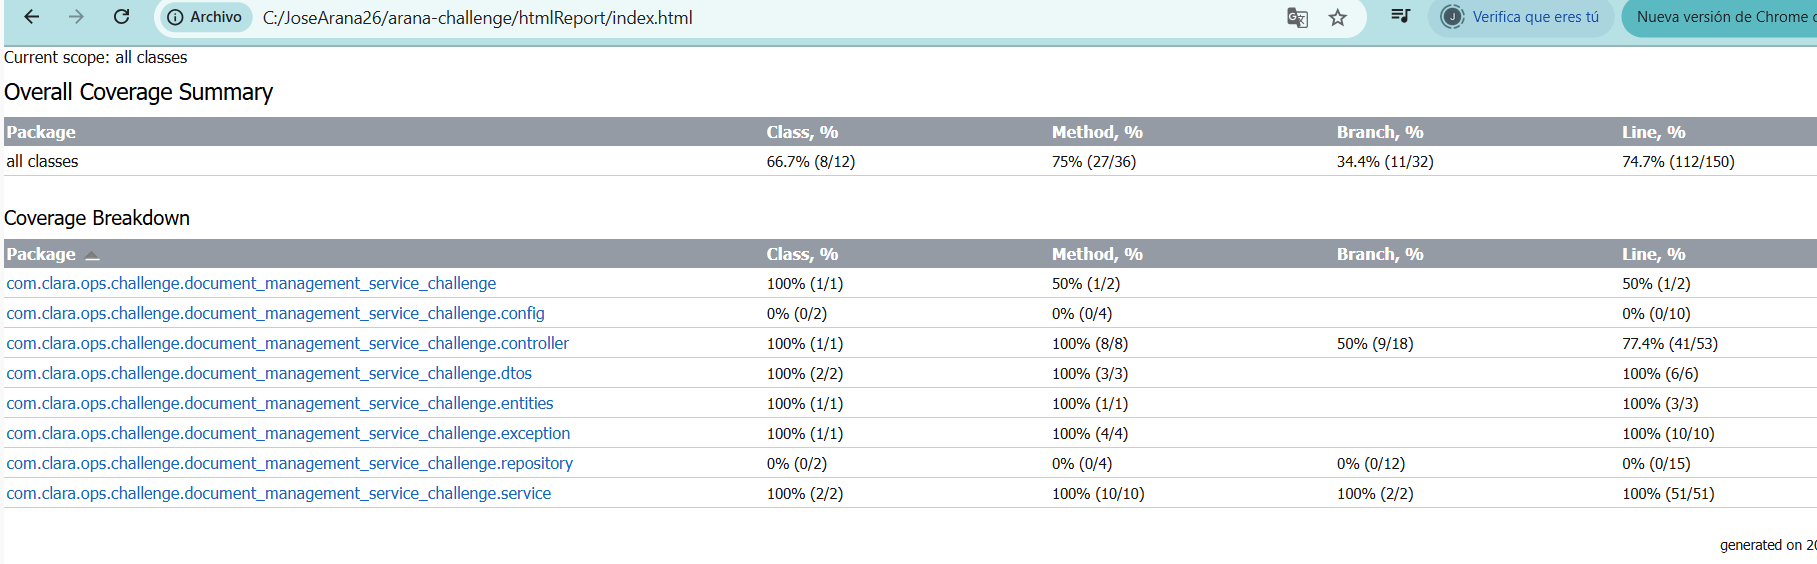 Archivo C:/JoseArana26/arana-challenge/htmlReport/index.html Verifica que eres tú Nueva versión de Chrome
Current scope: all classes
Overall Coverage Summary
Package Class, % Method, % Branch, % Line, %
all classes 66.7% (8/12) 75% (27/36) 34.4% (11/32) 74.7% (112/150)
Coverage Breakdown
Package Class, % Method, % Branch, % Line, %
com.clara.ops.challenge.document_management_service_challenge 100% (1/1) 50% (1/2) 50% (1/2)
com.clara.ops.challenge.document_management_service_challenge.config 0% (0/2) 0% (0/4) 0% (0/10)
com.clara.ops.challenge.document_management_service_challenge.controller 100% (1/1) 100% (8/8) 50% (9/18) 77.4% (41/53)
com.clara.ops.challenge.document_management_service_challenge.dtos 100% (2/2) 100% (3/3) 100% (6/6)
com.clara.ops.challenge.document_management_service_challenge.entities 100% (1/1) 100% (1/1) 100% (3/3)
com.clara.ops.challenge.document_management_service_challenge.exception 100% (1/1) 100% (4/4) 100% (10/10)
com.clara.ops.challenge.document_management_service_challenge.repository 0% (0/2) 0% (0/4) 0% (0/12) 0% (0/15)
com.clara.ops.challenge.document_management_service_challenge.service 100% (2/2) 100% (10/10) 100% (2/2) 100% (51/51)
generated on